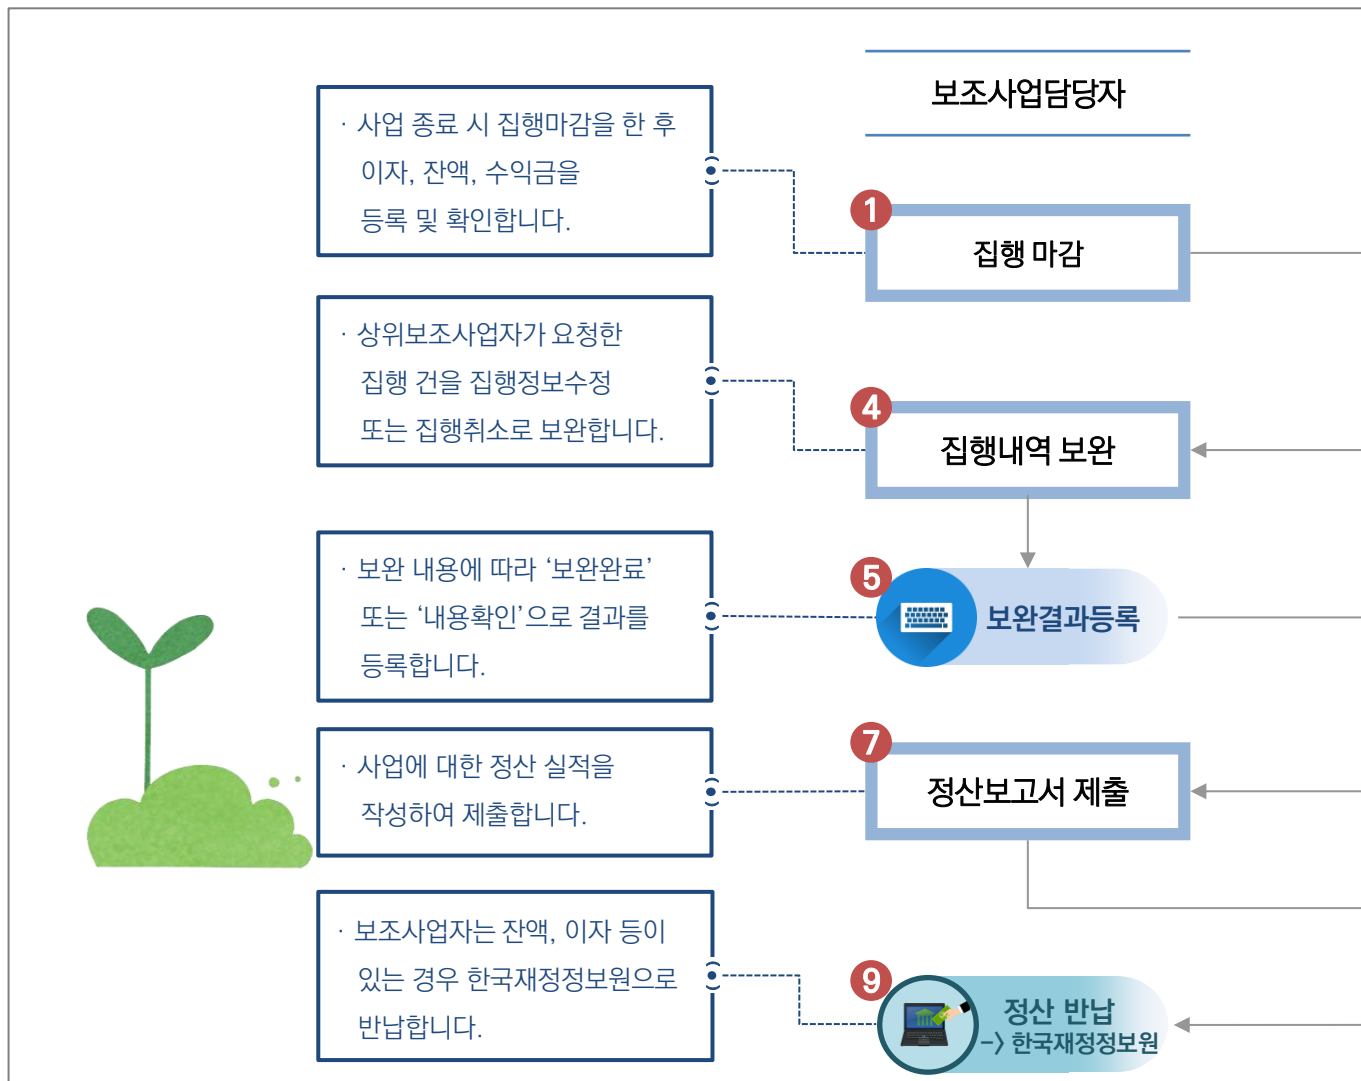 보조사업담당자
· 사업 종료 시 집행마감을 한 후
이자, 잔액, 수익금을
등록 및 확인합니다.
1
집행 마감
· 상위보조사업자가 요청한
집행 건을 집행정보수정
또는 집행취소로 보완합니다.
4
집행내역 보완
· 보완 내용에 따라 ‘보완완료’
또는 ‘내용확인’으로 결과를
등록합니다.
5
보완결과등록
· 사업에 대한 정산 실적을
작성하여 제출합니다.
7
정산보고서 제출
· 보조사업자는 잔액, 이자 등이
있는 경우 한국재정정보원으로
반납합니다.
9
정산 반납
-> 한국재정정보원